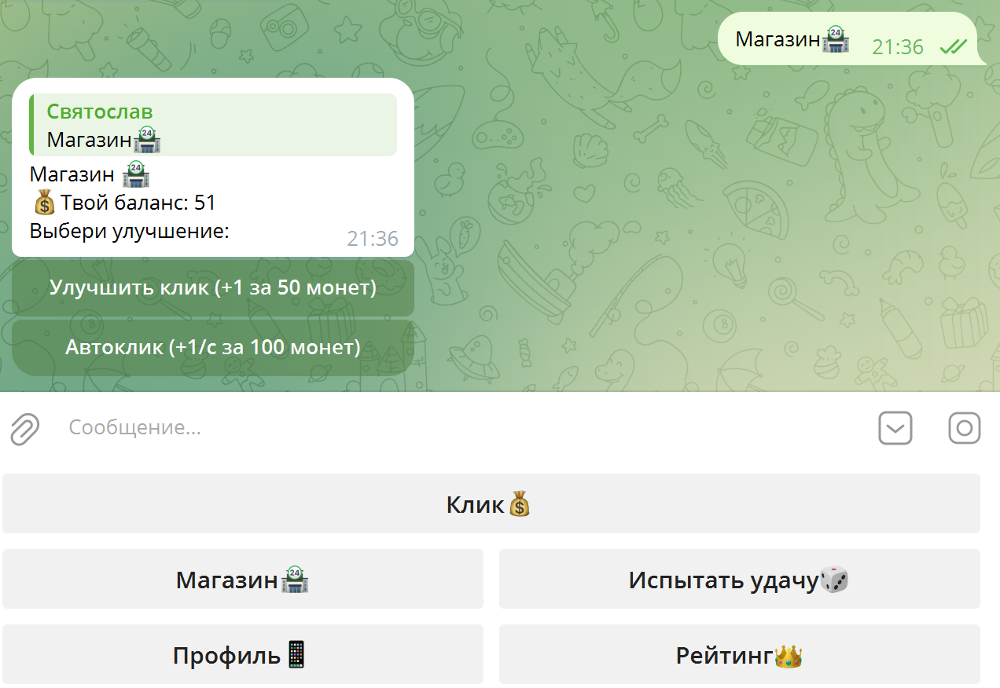 Магазин🏪 21:36
Святослав
Магазин🏪
Магазин 🏪
💰 Твой баланс: 51
Выбери улучшение:
21:36
Улучшить клик (+1 за 50 монет)
Автоклик (+1/с за 100 монет)
Сообщение...
Клик💰
Магазин🏪
Испытать удачу🎲
Профиль📱
Рейтинг👑